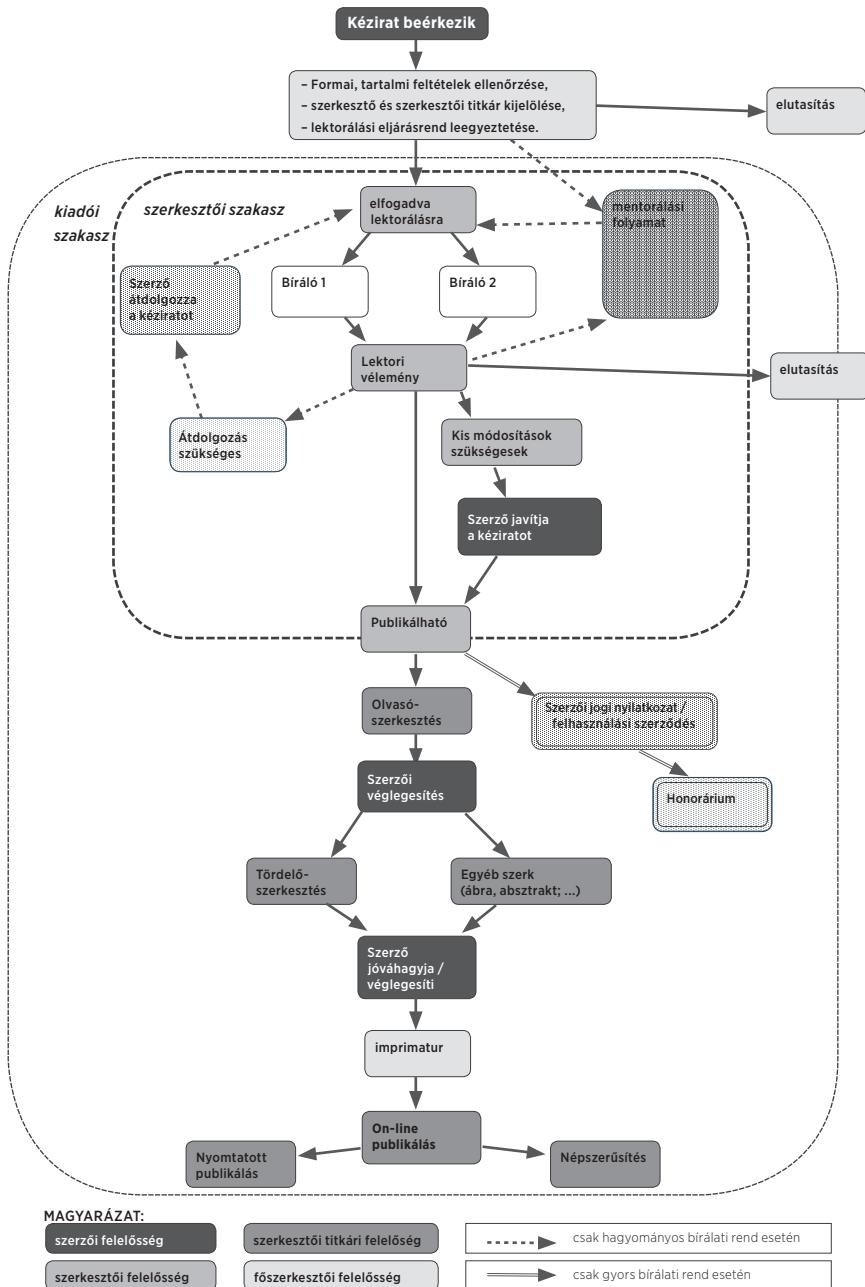 Kézirat beérkezik
– Formai, tartalmi feltételek ellenőrzése,
– szerkesztő és szerkesztői titkár kijelölése,
– lektorálási eljárásrend leegyeztetése.
elutasítás
kiadói
szakasz
szerkesztői szakasz
elfogadva
lektorálásra
mentorálási
folyamat
Szerző
átdolgozza
a kéziratot
Bíráló 1
Bíráló 2
Lektori
vélemény
elutasítás
Átdolgozás
szükséges
Kis módosítások
szükségesek
Szerző javítja
a kéziratot
Publikálható
Olvasó-
szerkesztés
Szerzői jogi nyilatkozat /
felhasználási szerződés
Szerzői
véglegesítés
Honorárium
Tördelő-
szerkesztés
Egyéb szerk
(ábra, absztrakt; ...)
Szerző
jóváhagyja /
véglegesíti
imprimatur
On-line
publikálás
Nyomtatott
publikálás
Népszerűsítés
MAGYARÁZAT:
szerzői felelősség
szerkesztői titkári felelőség
csak hagyományos bírálati rend esetén
szerkesztői felelősség
főszerkesztői felelősség
csak gyors bírálati rend esetén